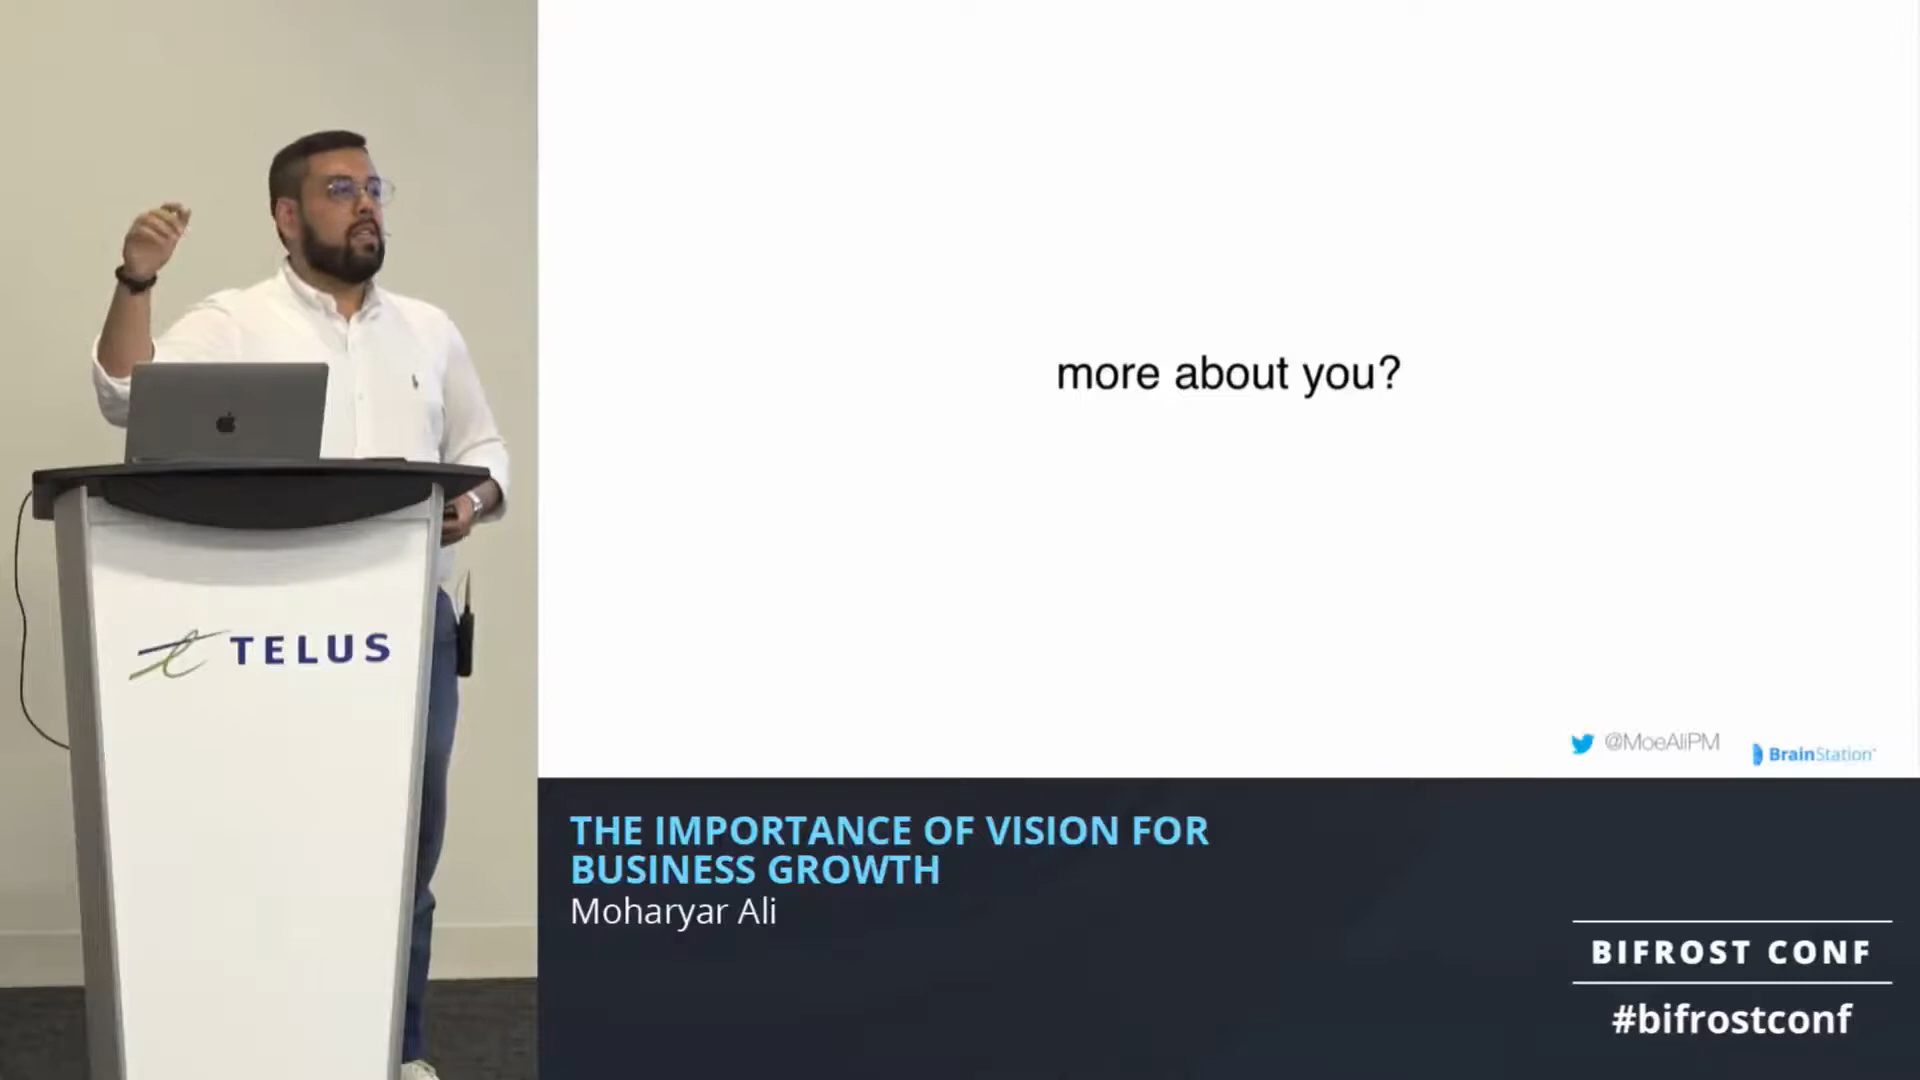 more about you?
@MoeAliPM
BrainStation
TELUS
THE IMPORTANCE OF VISION FOR
BUSINESS GROWTH
Moharyar Ali
BIFROST CONF
#bifrostconf